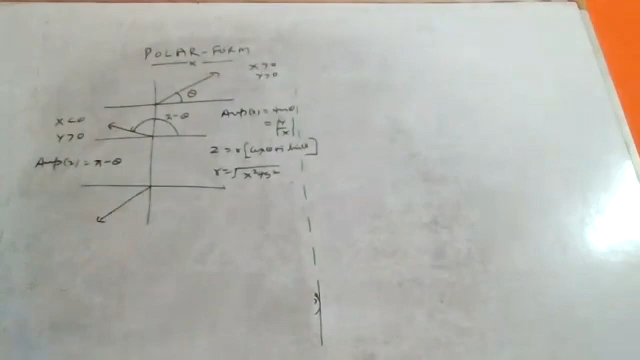 POLAR-FORM
x>0
y>0
θ
x<0
y>0
π-θ
Amp(z) = tanθ
= |y/x|
Amp(z) = π-θ
z = r[cosθ+i sinθ]
r = √x²+y²